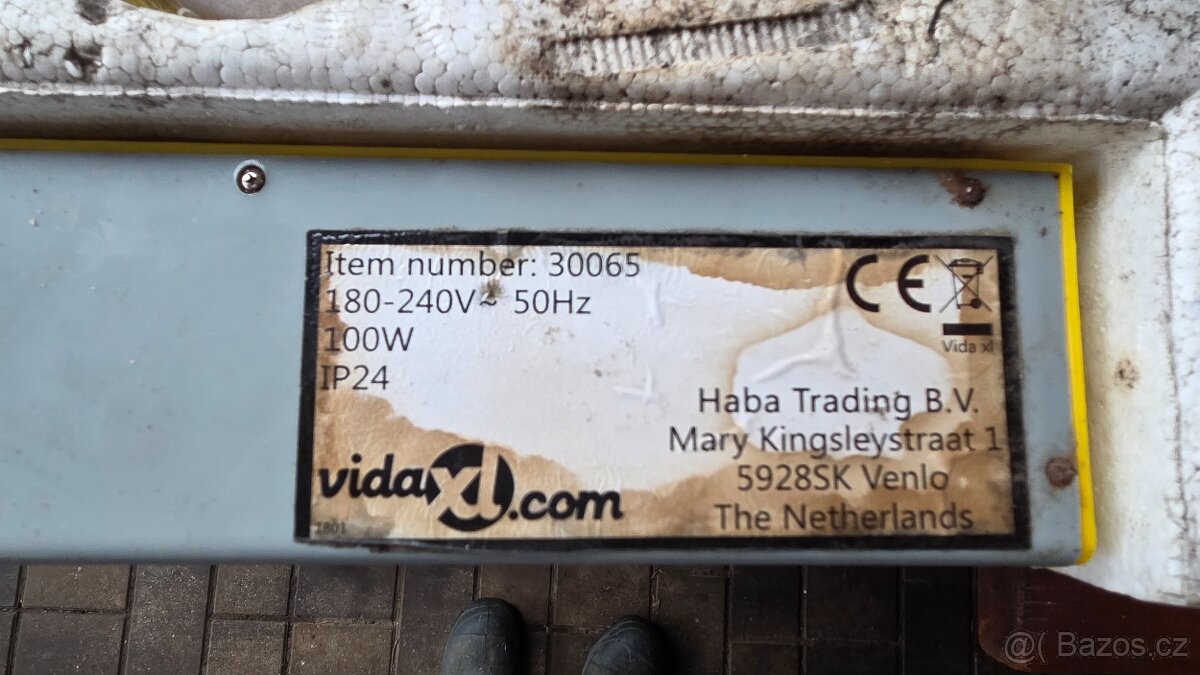 Item number: 30065
180-240V~ 50Hz
100W
IP24
CE
Vida xl
Haba Trading B.V.
Mary Kingsleystraat 1
5928SK Venlo
The Netherlands
vidaXL.com
1801
@( Bazos.cz